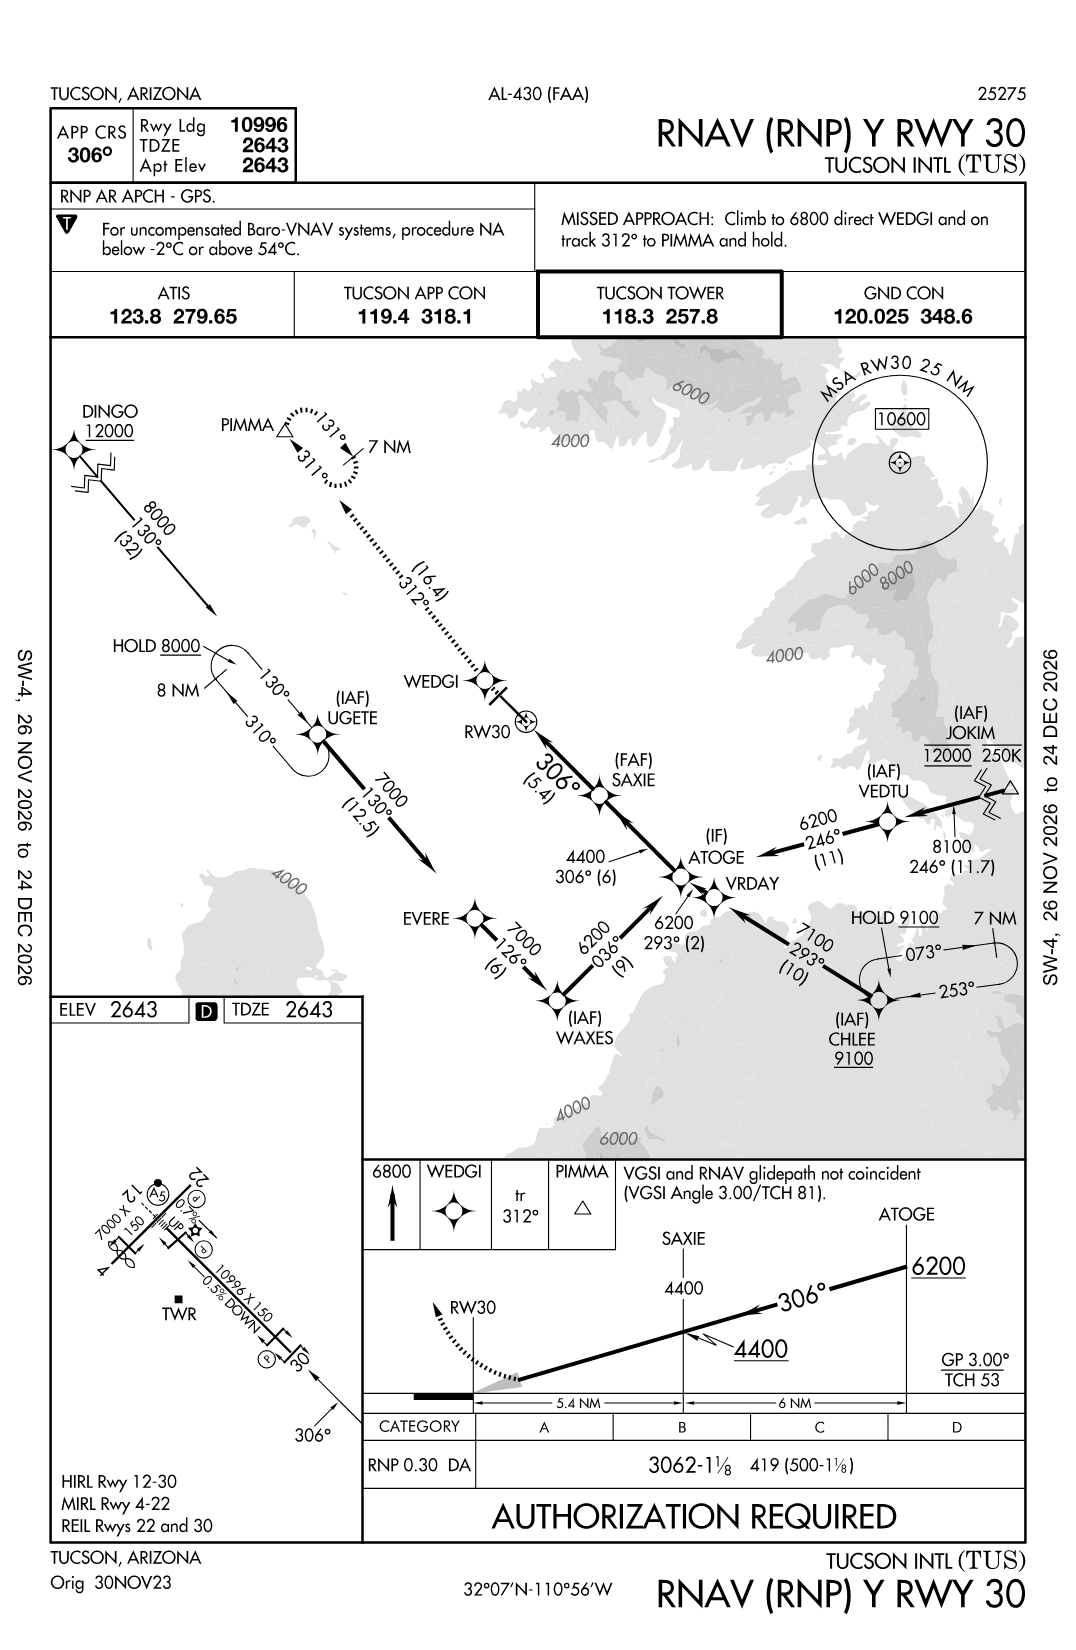 TUCSON, ARIZONA
AL-430 (FAA)
25275
APP CRS
306°
Rwy Ldg 10996
TDZE 2643
Apt Elev 2643
RNAV (RNP) Y RWY 30
TUCSON INTL (TUS)
RNP AR APCH - GPS.
T
For uncompensated Baro-VNAV systems, procedure NA
below -2°C or above 54°C.
MISSED APPROACH: Climb to 6800 direct WEDGI and on
track 312° to PIMMA and hold.
ATIS
123.8 279.65
TUCSON APP CON
119.4 318.1
TUCSON TOWER
118.3 257.8
GND CON
120.025 348.6
MSA RW30 25 NM
10600
6000
4000
DINGO
12000
PIMMA
131°
311°
7 NM
8000
130°
(32)
(16.4)
312°
6000
8000
4000
HOLD 8000
8 NM
130°
310°
(IAF)
UGETE
WEDGI
RW30
7000
130°
(12.5)
306°
(5.4)
(FAF)
SAXIE
(IAF)
JOKIM
12000 250K
(IAF)
VEDTU
6200
246°
(11)
8100
246° (11.7)
(IF)
ATOGE
4400
306° (6)
VRDAY
6200
293° (2)
4000
EVERE
7000
126°
(6)
6200
036°
(9)
7100
293°
(10)
HOLD 9100
7 NM
073°
253°
(IAF)
WAXES
(IAF)
CHLEE
9100
4000
6000
SW-4, 26 NOV 2026 to 24 DEC 2026
SW-4, 26 NOV 2026 to 24 DEC 2026
ELEV 2643
D
TDZE 2643
22
12
A5
P
0.7%
UP
7000 X 150
4
P
10996 X 150
0.5% DOWN
TWR
P
30
306°
HIRL Rwy 12-30
MIRL Rwy 4-22
REIL Rwys 22 and 30
6800
WEDGI
tr
312°
PIMMA
VGSI and RNAV glidepath not coincident
(VGSI Angle 3.00/TCH 81).
ATOGE
SAXIE
6200
4400
306°
RW30
4400
GP 3.00°
TCH 53
5.4 NM
6 NM
CATEGORY A B C D
RNP 0.30 DA 3062-1⅛ 419 (500-1⅛)
AUTHORIZATION REQUIRED
TUCSON, ARIZONA
Orig 30NOV23
32°07'N-110°56'W
TUCSON INTL (TUS)
RNAV (RNP) Y RWY 30